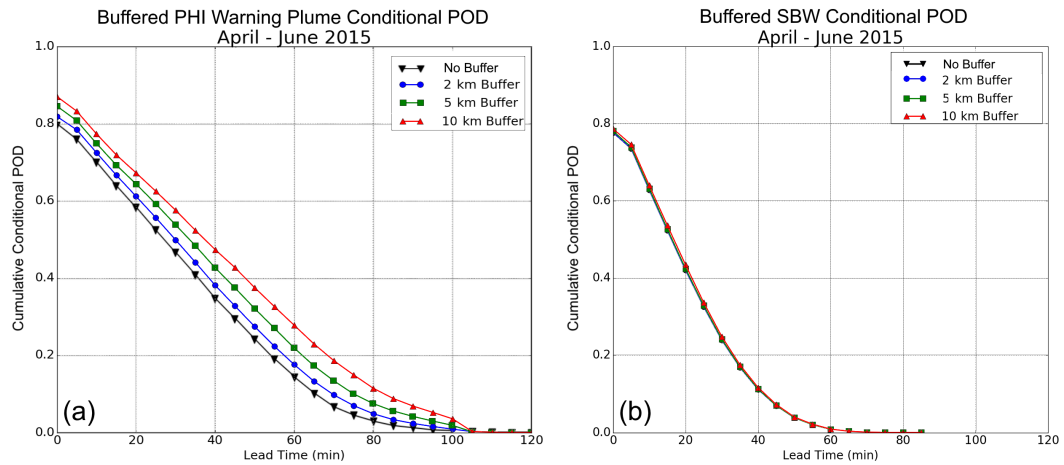 Buffered PHI Warning Plume Conditional POD
April - June 2015
No Buffer
2 km Buffer
5 km Buffer
10 km Buffer
Cumulative Conditional POD
1.0
0.8
0.6
0.4
0.2
0.0
(a)
0
20
40
60
80
100
120
Lead Time (min)
Buffered SBW Conditional POD
April - June 2015
No Buffer
2 km Buffer
5 km Buffer
10 km Buffer
Cumulative Conditional POD
1.0
0.8
0.6
0.4
0.2
0.0
(b)
0
20
40
60
80
100
120
Lead Time (min)